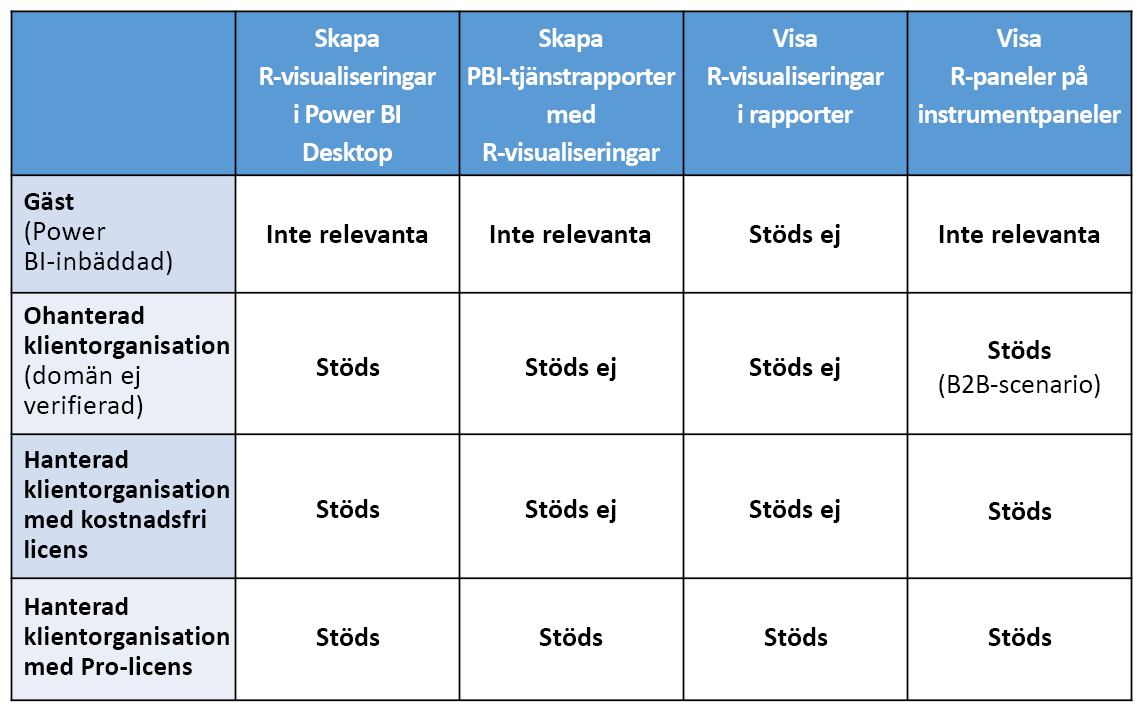 Skapa
R-visualiseringar
i Power BI
Desktop
Skapa
PBI-tjänstrapporter
med
R-visualiseringar
Visa
R-visualiseringar
i rapporter
Visa
R-paneler på
instrumentpaneler
Gäst
(Power
BI-inbäddad)
Inte relevanta
Inte relevanta
Stöds ej
Inte relevanta
Ohanterad
klientorganisation
(domän ej
verifierad)
Stöds
Stöds ej
Stöds ej
Stöds
(B2B-scenario)
Hanterad
klientorganisation
med kostnadsfri
licens
Stöds
Stöds ej
Stöds ej
Stöds
Hanterad
klientorganisation
med Pro-licens
Stöds
Stöds
Stöds
Stöds